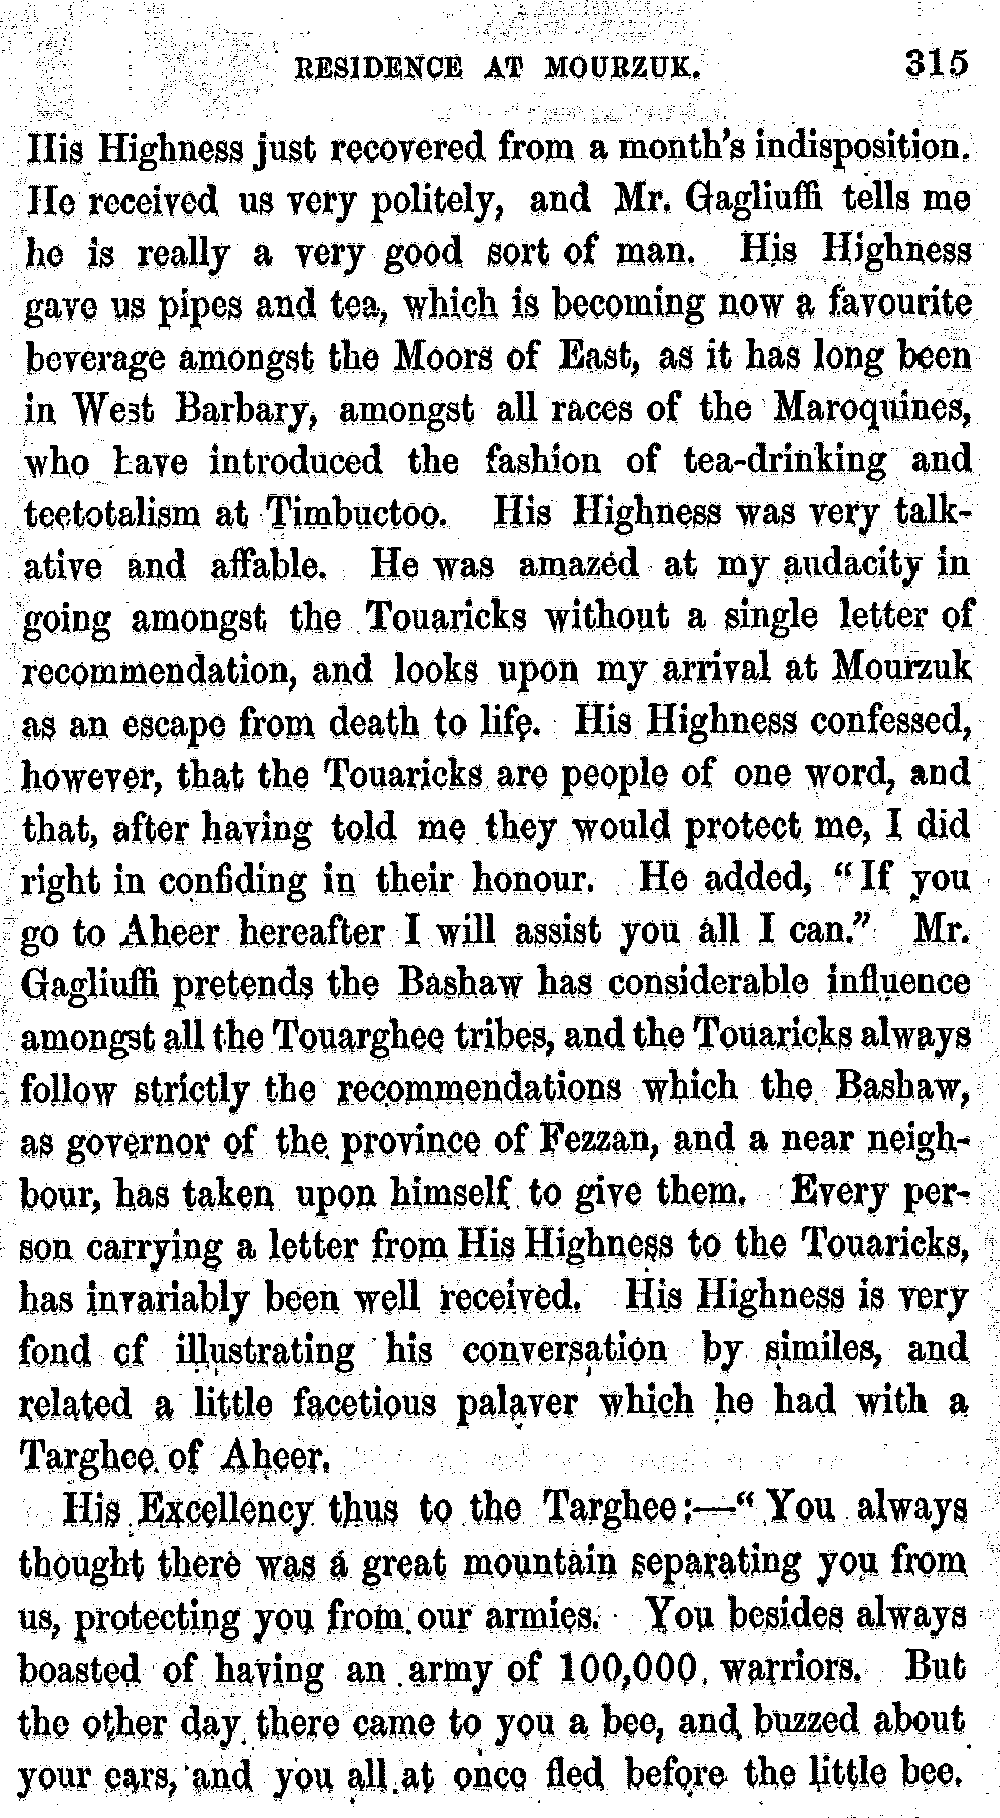 RESIDENCE AT MOURZUK. 315
His Highness just recovered from a month's indisposition.
He received us very politely, and Mr. Gagliuffi tells me
he is really a very good sort of man. His Highness
gave us pipes and tea, which is becoming now a favourite
beverage amongst the Moors of East, as it has long been
in West Barbary, amongst all races of the Maroquines,
who have introduced the fashion of tea-drinking and
teetotalism at Timbuctoo. His Highness was very talk-
ative and affable. He was amazed at my audacity in
going amongst the Touaricks without a single letter of
recommendation, and looks upon my arrival at Mourzuk
as an escape from death to life. His Highness confessed,
however, that the Touaricks are people of one word, and
that, after having told me they would protect me, I did
right in confiding in their honour. He added, “If you
go to Aheer hereafter I will assist you all I can.” Mr.
Gagliuffi pretends the Bashaw has considerable influence
amongst all the Touarghee tribes, and the Touaricks always
follow strictly the recommendations which the Bashaw,
as governor of the province of Fezzan, and a near neigh-
bour, has taken upon himself to give them. Every per-
son carrying a letter from His Highness to the Touaricks,
has invariably been well received. His Highness is very
fond of illustrating his conversation by similes, and
related a little facetious palaver which he had with a
Targhee of Aheer.
His Excellency thus to the Targhee:—“You always
thought there was a great mountain separating you from
us, protecting you from our armies. You besides always
boasted of having an army of 100,000 warriors. But
the other day there came to you a bee, and buzzed about
your ears, and you all at once fled before the little bee.